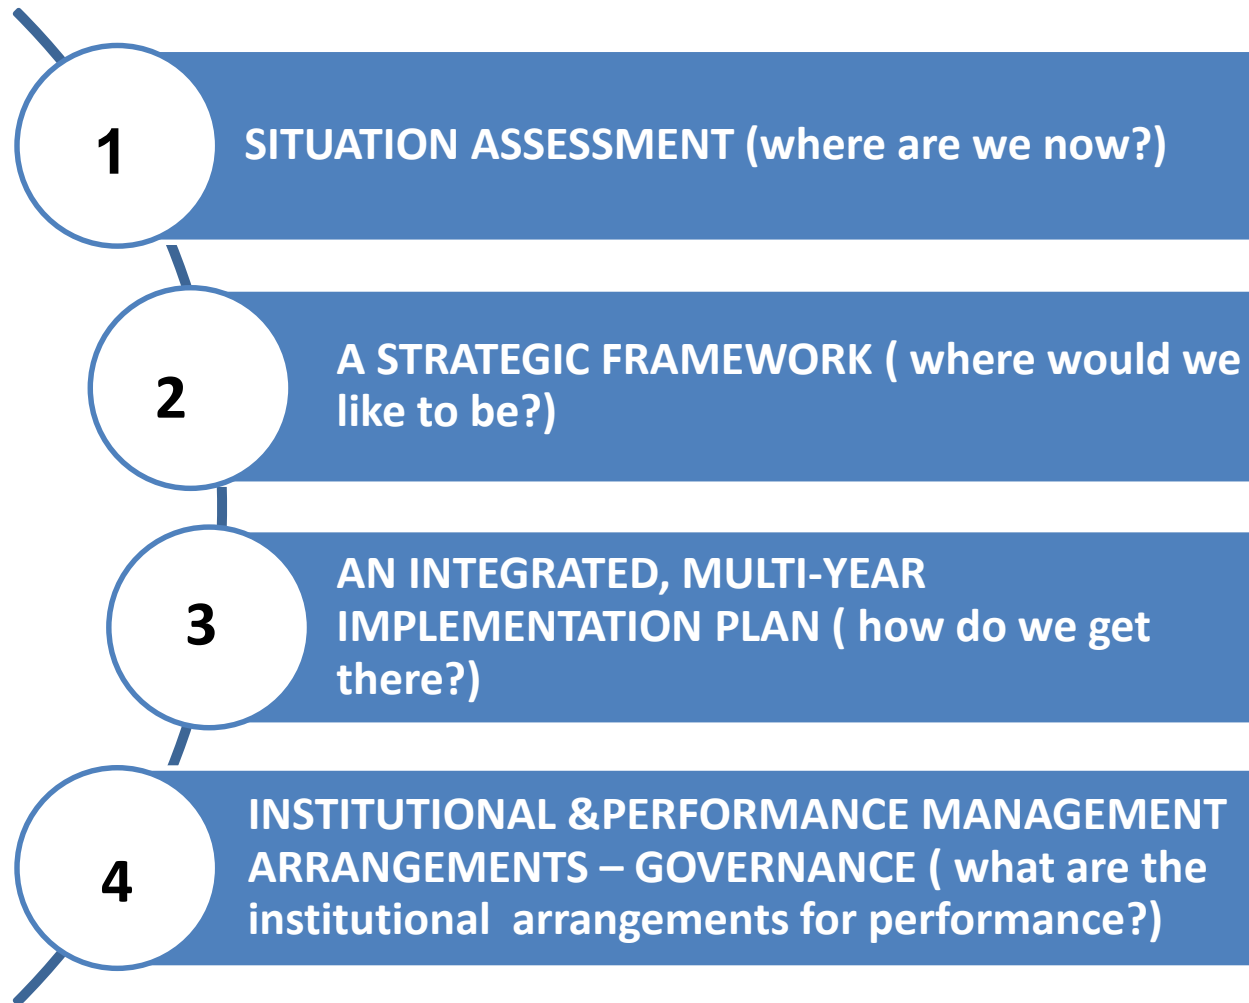 1
SITUATION ASSESSMENT (where are we now?)
2
A STRATEGIC FRAMEWORK ( where would we
like to be?)
3
AN INTEGRATED, MULTI-YEAR
IMPLEMENTATION PLAN ( how do we get
there?)
4
INSTITUTIONAL &PERFORMANCE MANAGEMENT
ARRANGEMENTS – GOVERNANCE ( what are the
institutional  arrangements for performance?)